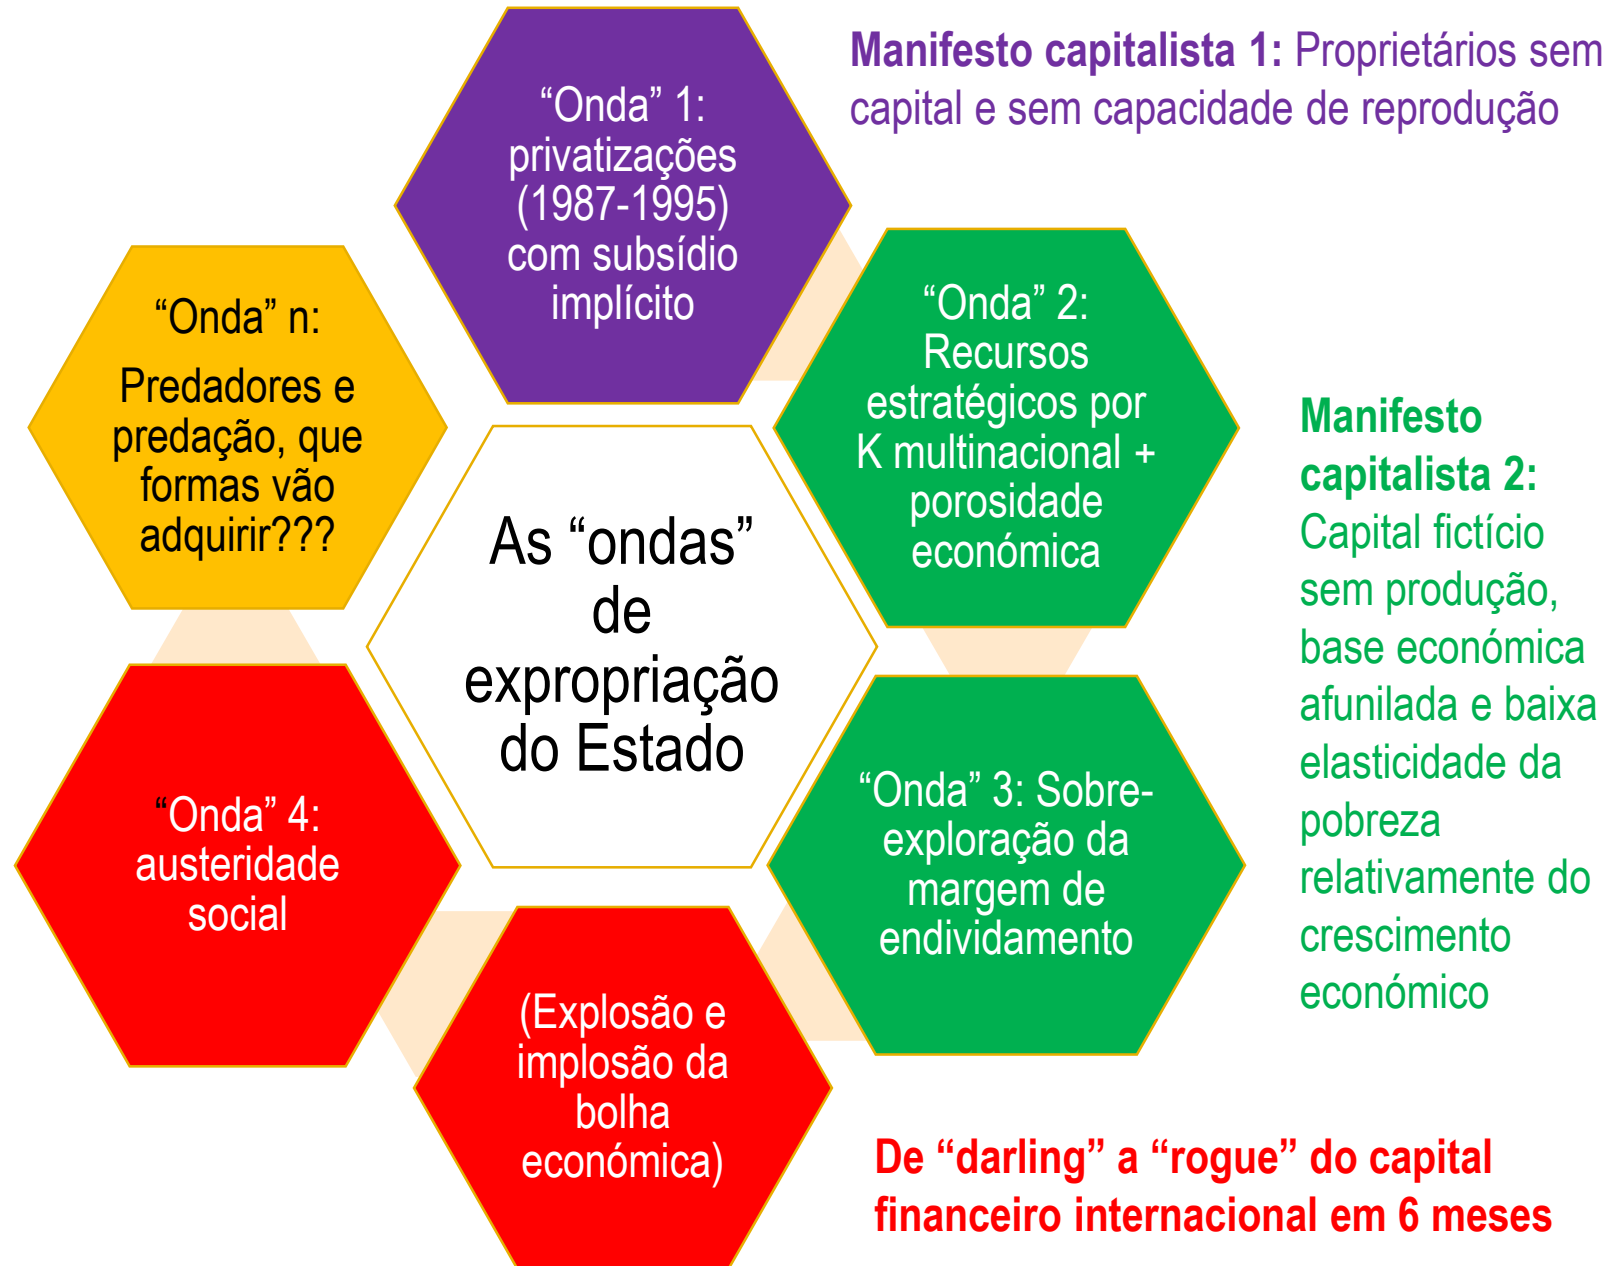 Manifesto capitalista 1: Proprietários sem
capital e sem capacidade de reprodução
“Onda” 1:
privatizações
(1987-1995)
com subsídio
implícito
“Onda” 2:
Recursos
estratégicos por
K multinacional +
porosidade
económica
Manifesto
capitalista 2:
Capital fictício
sem produção,
base económica
afunilada e baixa
elasticidade da
pobreza
relativamente do
crescimento
económico
“Onda” 3: Sobre-
exploração da
margem de
endividamento
(Explosão e
implosão da
bolha
económica)
De “darling” a “rogue” do capital
financeiro internacional em 6 meses
“Onda” 4:
austeridade
social
“Onda” n:
Predadores e
predação, que
formas vão
adquirir???
As “ondas”
de
expropriação
do Estado